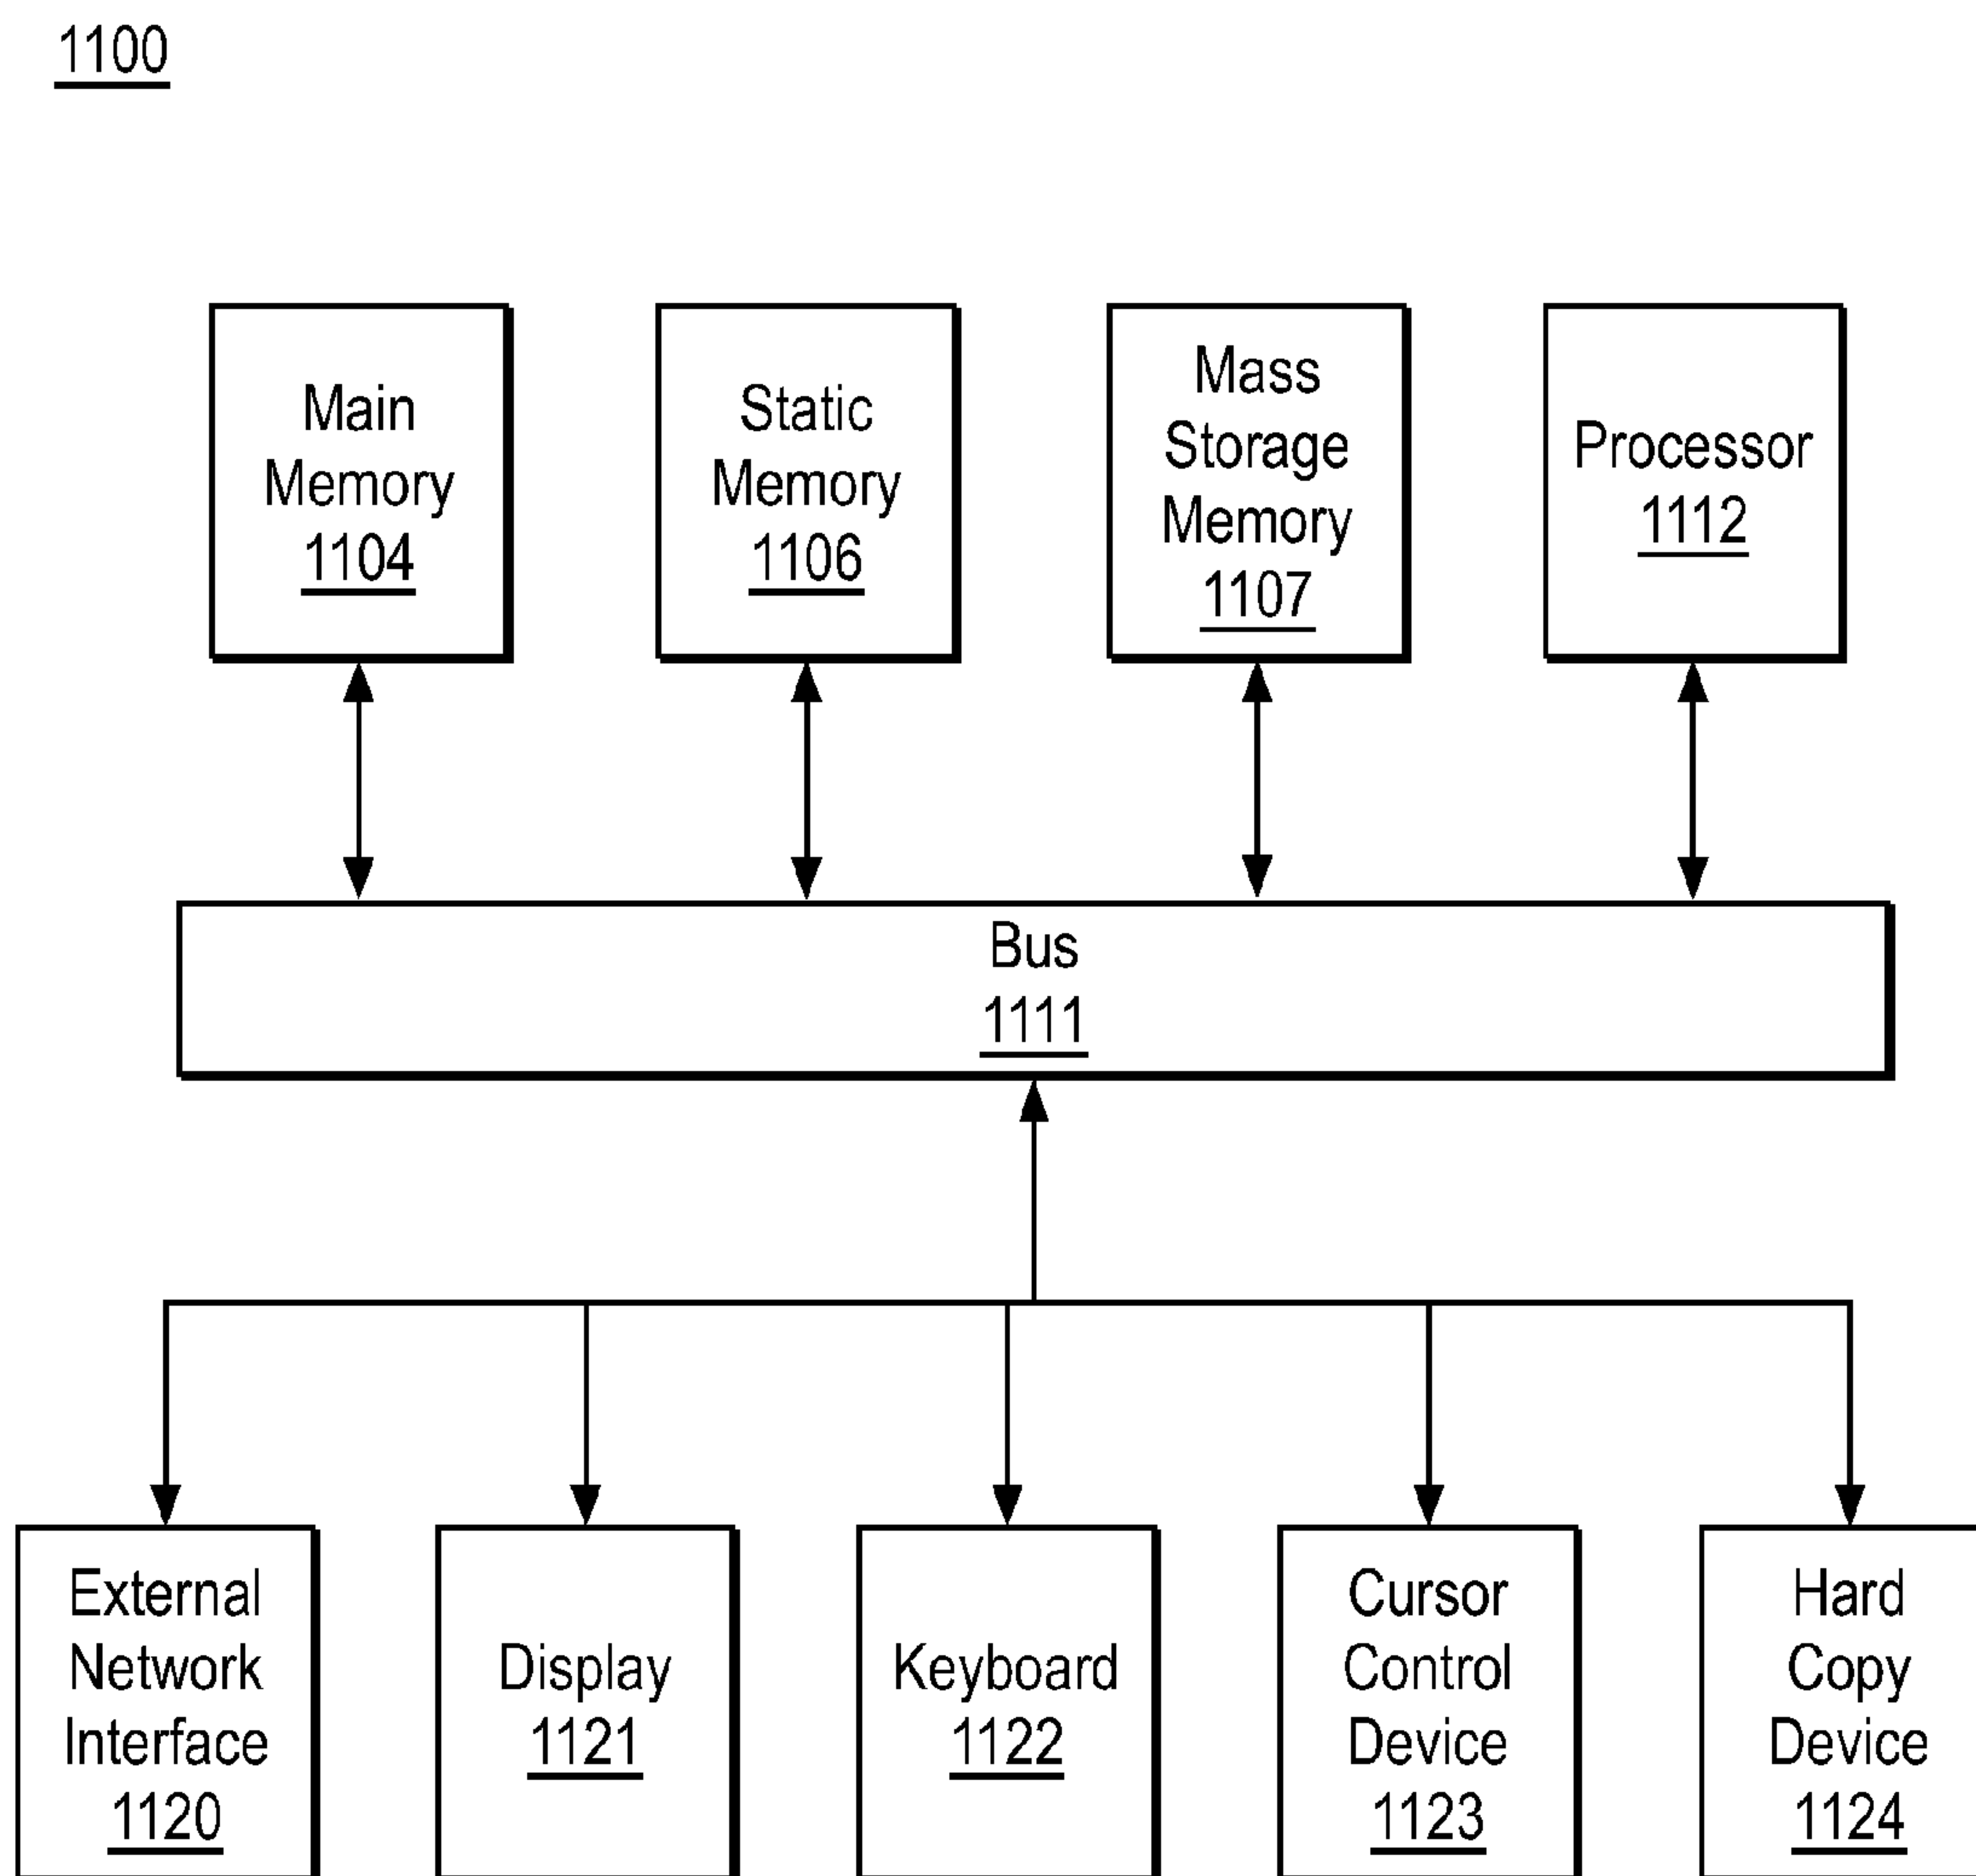 1100
Main
Memory
1104
Static
Memory
1106
Mass
Storage
Memory
1107
Processor
1112
Bus
1111
External
Network
Interface
1120
Display
1121
Keyboard
1122
Cursor
Control
Device
1123
Hard
Copy
Device
1124